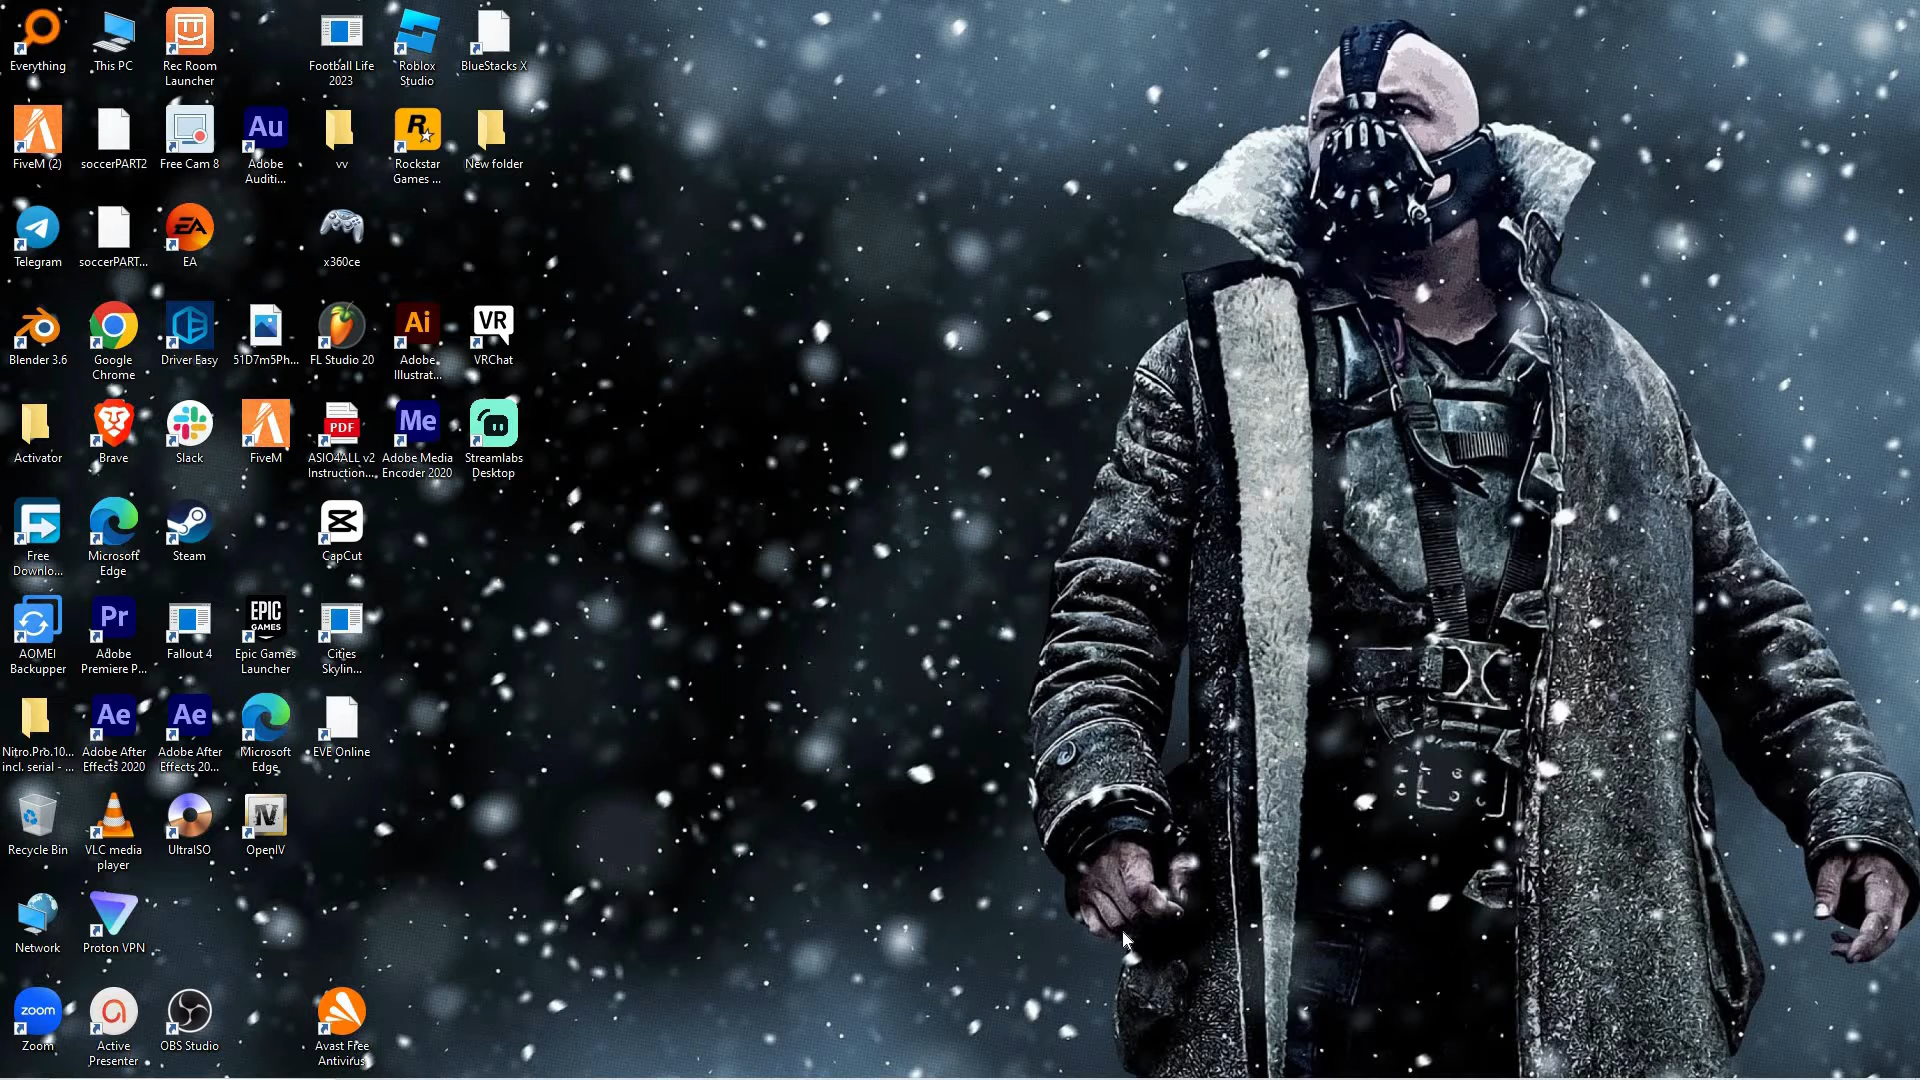 Everything
This PC
Rec Room
Launcher
Football Life
2023
Roblox
Studio
BlueStacks X
FiveM (2)
soccerPART2
Free Cam 8
Au
Adobe
Auditi...
vv
R
Rockstar
Games ...
New folder
Telegram
soccerPART...
EA
EA
x360ce
Blender 3.6
Google
Chrome
Driver Easy
51D7m5Ph...
FL Studio 20
Ai
Adobe
Illustrat...
VR
VRChat
Activator
Brave
Slack
FiveM
PDF
ASIO4ALL v2
Instruction...
Me
Adobe Media
Encoder 2020
Streamlabs
Desktop
Free
Downlo...
Microsoft
Edge
Steam
CapCut
AOMEI
Backupper
Pr
Adobe
Premiere P...
Fallout 4
EPIC
GAMES
Epic Games
Launcher
Cities
Skylin...
Nitro.Pro.10...
incl. serial - ...
Ae
Adobe After
Effects 2020
Ae
Adobe After
Effects 20...
Microsoft
Edge
EVE Online
Recycle Bin
VLC media
player
UltraISO
IV
OpenIV
Network
Proton VPN
zoom
Zoom
Active
Presenter
OBS Studio
Avast Free
Antivirus